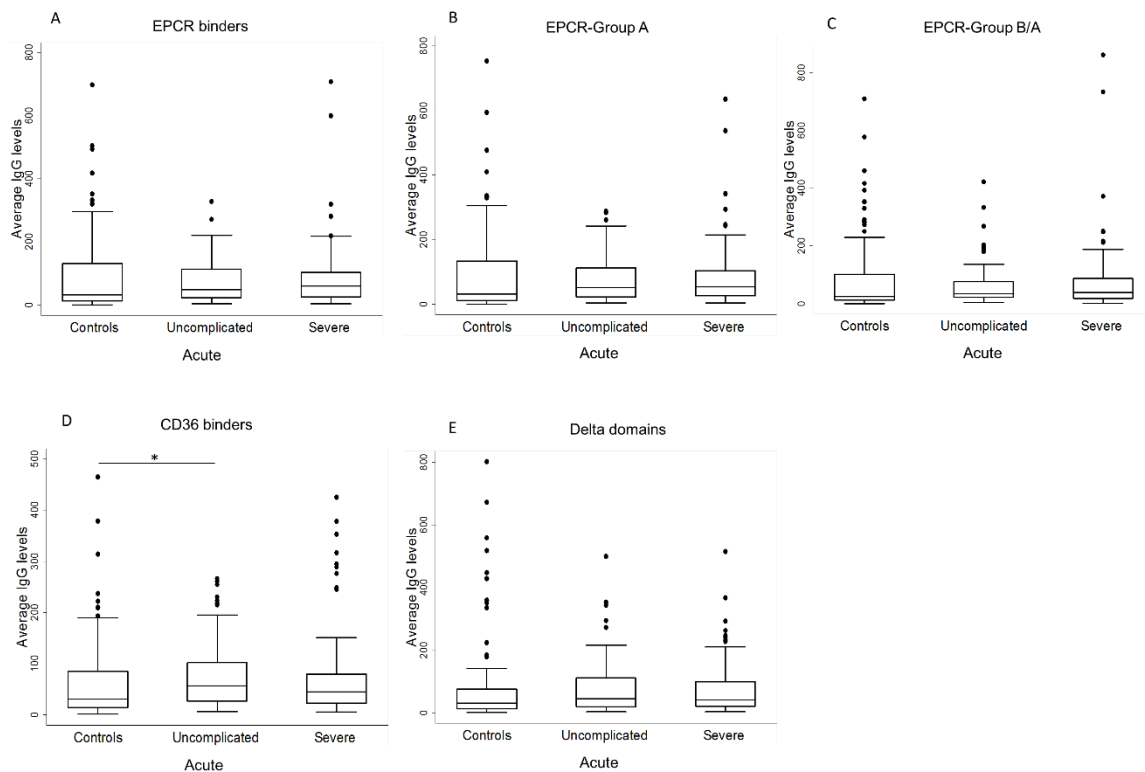 A
EPCR binders
800
600
400
200
0
Average IgG levels
Controls Uncomplicated Severe
Acute
B
EPCR-Group A
800
600
400
200
0
Average IgG levels
Controls Uncomplicated Severe
Acute
C
EPCR-Group B/A
800
600
400
200
0
Average IgG levels
Controls Uncomplicated Severe
Acute
D
CD36 binders
500
400
300
200
100
0
Average IgG levels
*
Controls Uncomplicated Severe
Acute
E
Delta domains
800
600
400
200
0
Average IgG levels
Controls Uncomplicated Severe
Acute